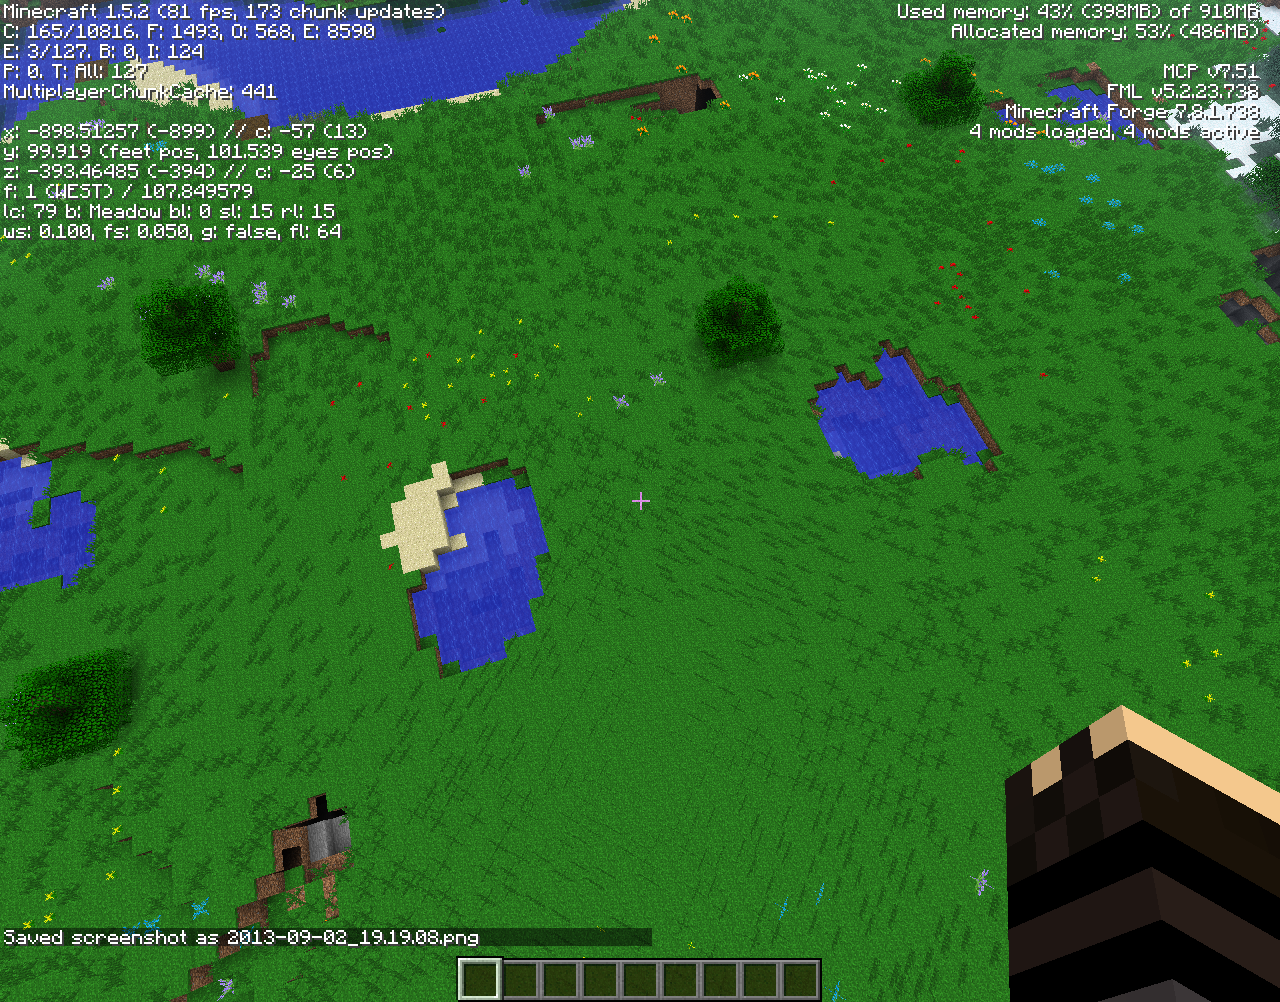 Minecraft 1.5.2 (81 fps, 173 chunk updates)
C: 165/10816. F: 1493, O: 568, E: 8590
E: 3/127. B: 0, I: 124
P: 0. T: All: 127
MultiplayerChunkCache: 441
x: -898.51257 (-899) // c: -57 (13)
y: 99.919 (feet pos, 101.539 eyes pos)
z: -393.46485 (-394) // c: -25 (6)
f: 1 (WEST) / 107.849579
lc: 79 b: Meadow bl: 0 sl: 15 rl: 15
ws: 0.100, fs: 0.050, g: false, fl: 64
Used memory: 43% (398MB) of 910MB
Allocated memory: 53% (486MB)
MCP v7.51
FML v5.2.23.738
Minecraft Forge 7.8.1.738
4 mods loaded, 4 mods active
Saved screenshot as 2013-09-02_19.19.08.png